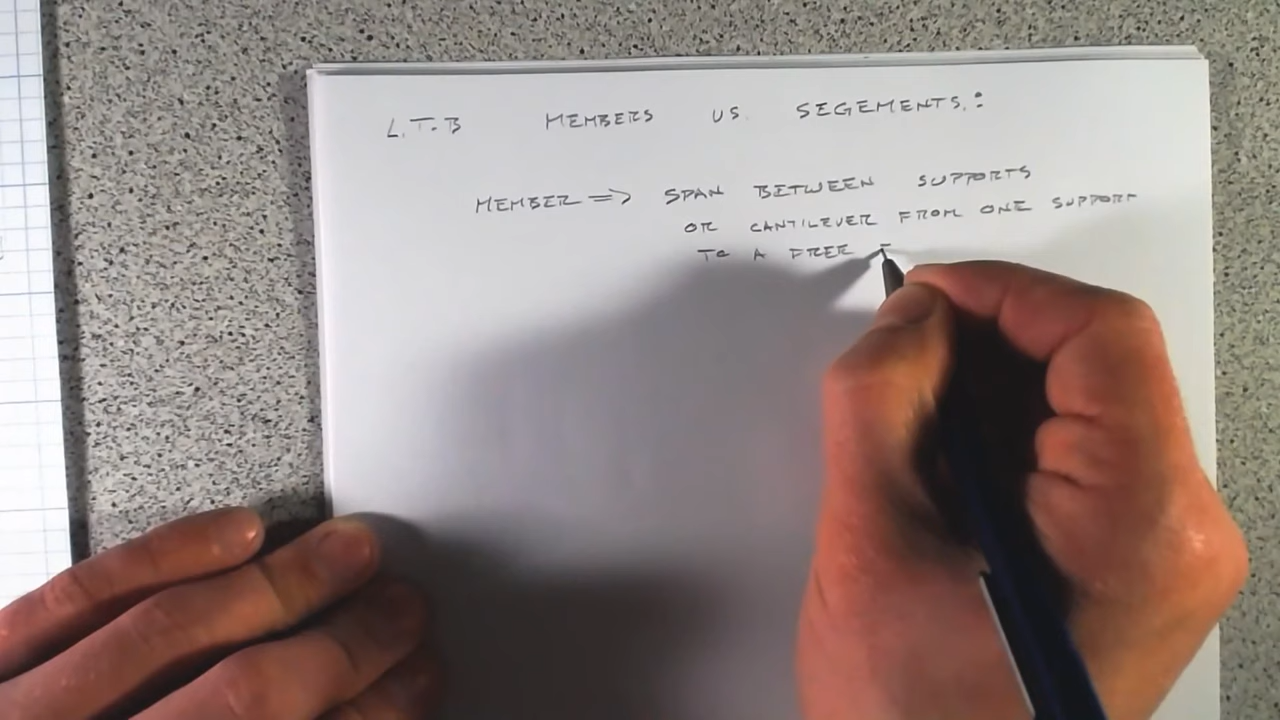 L.T.B MEMBERS VS. SEGEMENTS.:
MEMBER => SPAN BETWEEN SUPPORTS
OR CANTILEVER FROM ONE SUPPORT
TO A FREE